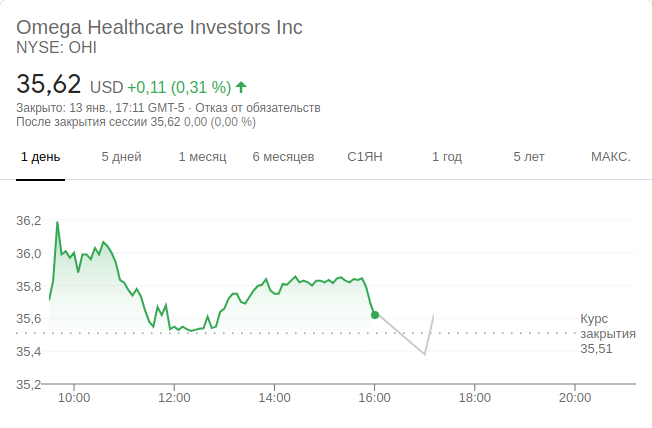 Omega Healthcare Investors Inc
NYSE: OHI
35,62 USD +0,11 (0,31 %)
Закрыто: 13 янв., 17:11 GMT-5 · Отказ от обязательств
После закрытия сессии 35,62 0,00 (0,00 %)
1 день 5 дней 1 месяц 6 месяцев С1ЯН 1 год 5 лет МАКС.
36,2
36,0
35,8
35,6
35,4
35,2
Курс
закрытия
35,51
10:00 12:00 14:00 16:00 18:00 20:00